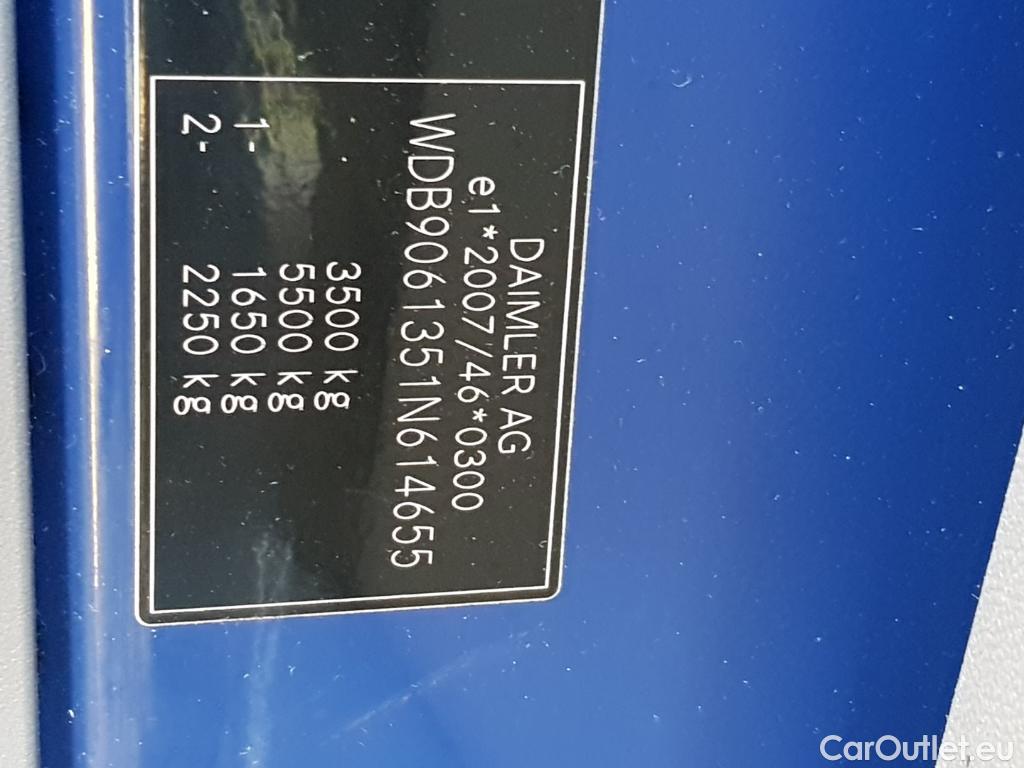 DAIMLER AG
e1*2007/46*0300
WDB9061351N614655
3500 kg
5500 kg
1- 1650 kg
2- 2250 kg
CarOutlet.eu